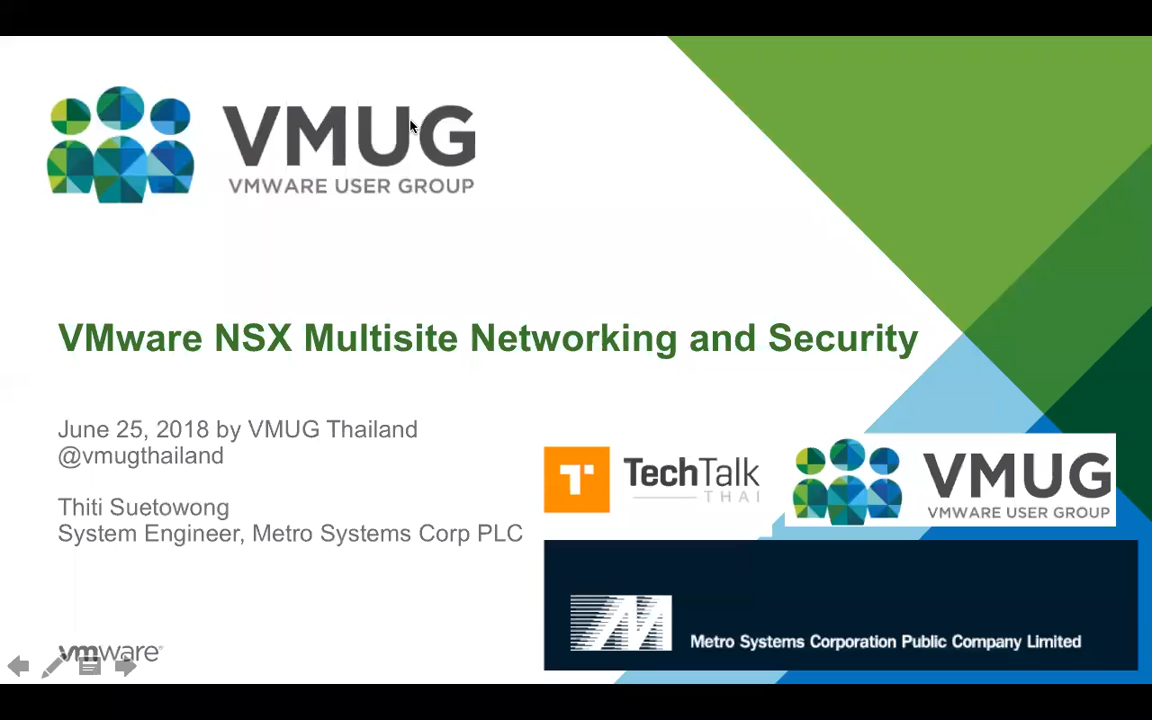 VMUG
VMWARE USER GROUP
VMware NSX Multisite Networking and Security
June 25, 2018 by VMUG Thailand
@vmugthailand
Thiti Suetowong
System Engineer, Metro Systems Corp PLC
TechTalk
THAI
VMUG
VMWARE USER GROUP
Metro Systems Corporation Public Company Limited
vmware